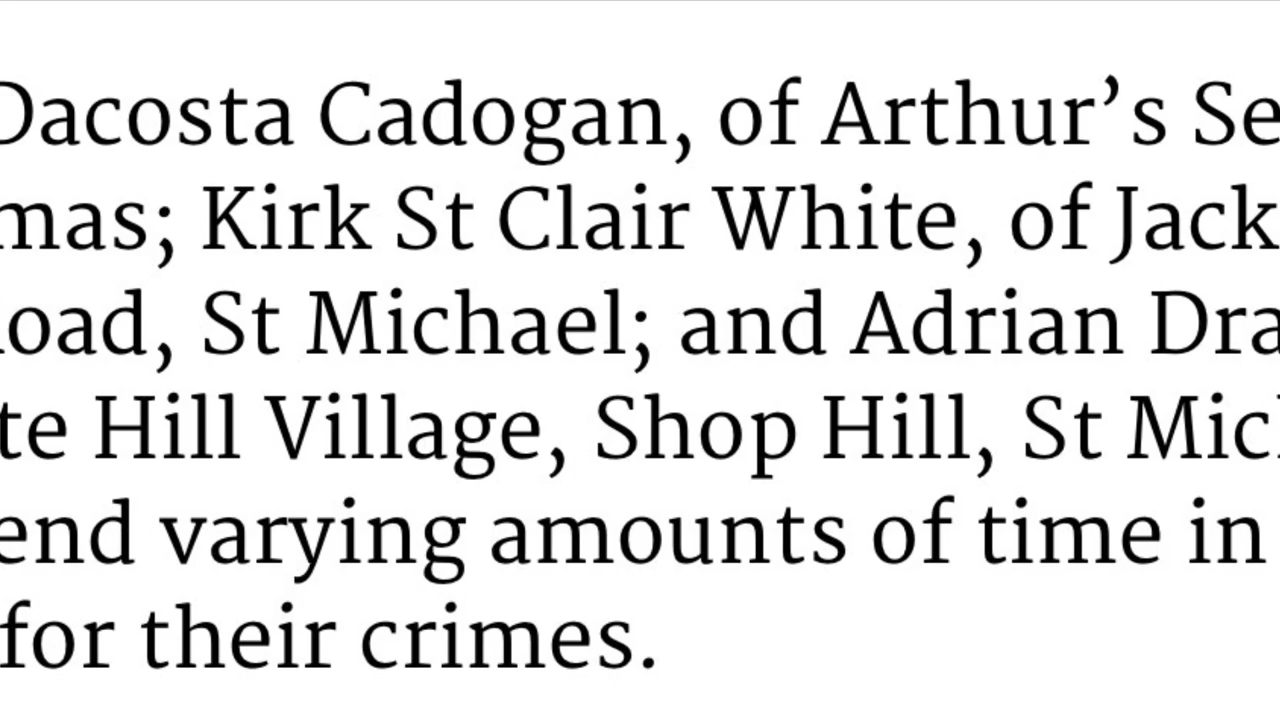 Dacosta Cadogan, of Arthur’s Se
mas; Kirk St Clair White, of Jack
oad, St Michael; and Adrian Dra
te Hill Village, Shop Hill, St Mic
end varying amounts of time in
for their crimes.